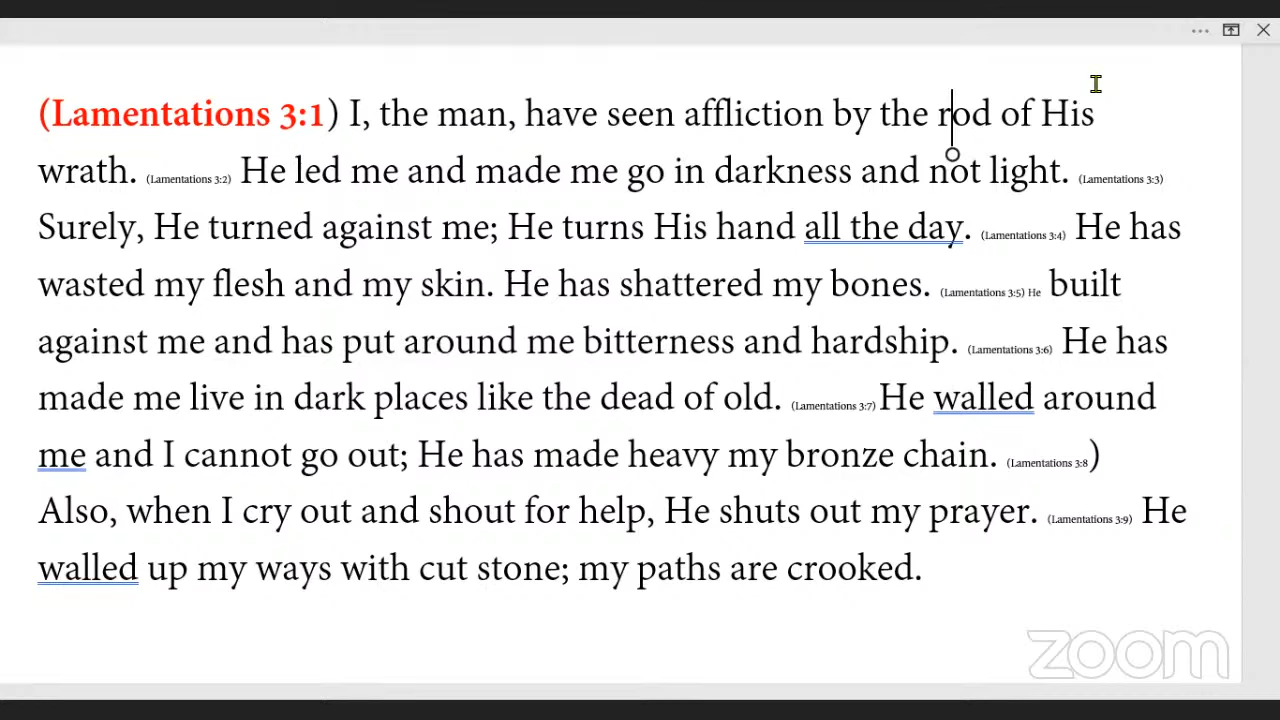 (Lamentations 3:1) I, the man, have seen affliction by the rod of His
wrath. (Lamentations 3:2) He led me and made me go in darkness and not light. (Lamentations 3:3)
Surely, He turned against me; He turns His hand all the day. (Lamentations 3:4) He has
wasted my flesh and my skin. He has shattered my bones. (Lamentations 3:5) He built
against me and has put around me bitterness and hardship. (Lamentations 3:6) He has
made me live in dark places like the dead of old. (Lamentations 3:7) He walled around
me and I cannot go out; He has made heavy my bronze chain. (Lamentations 3:8)
Also, when I cry out and shout for help, He shuts out my prayer. (Lamentations 3:9) He
walled up my ways with cut stone; my paths are crooked.
zoom